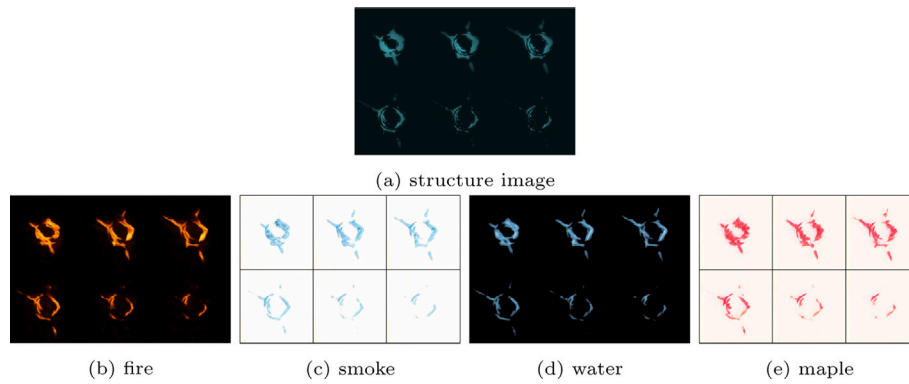 (a) structure image
(b) fire
(c) smoke
(d) water
(e) maple